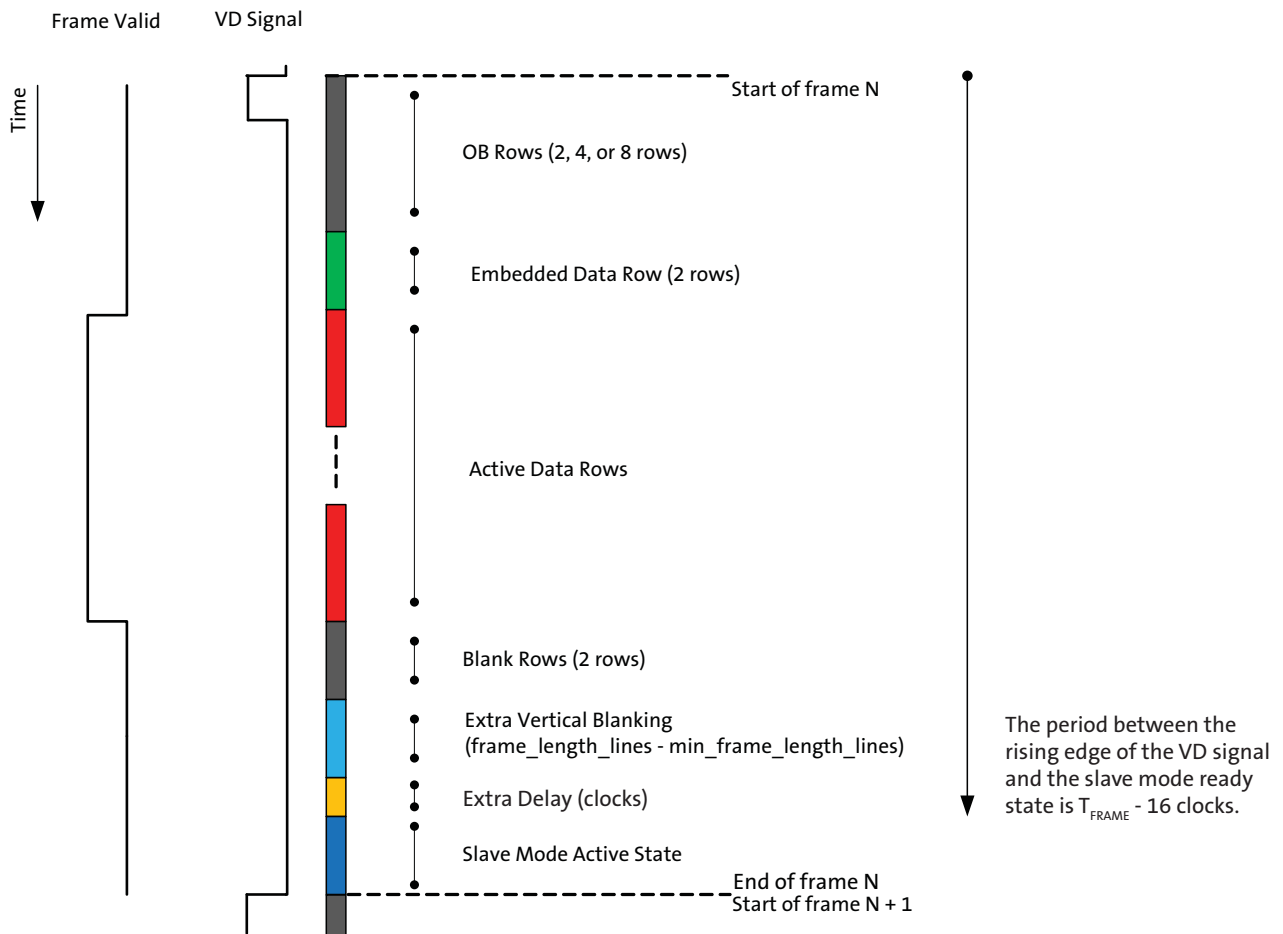 Frame Valid
VD Signal
Time
Start of frame N
OB Rows (2, 4, or 8 rows)
Embedded Data Row (2 rows)
Active Data Rows
Blank Rows (2 rows)
Extra Vertical Blanking
(frame_length_lines - min_frame_length_lines)
Extra Delay (clocks)
Slave Mode Active State
End of frame N
Start of frame N + 1
The period between the
rising edge of the VD signal
and the slave mode ready
state is TFRAME - 16 clocks.